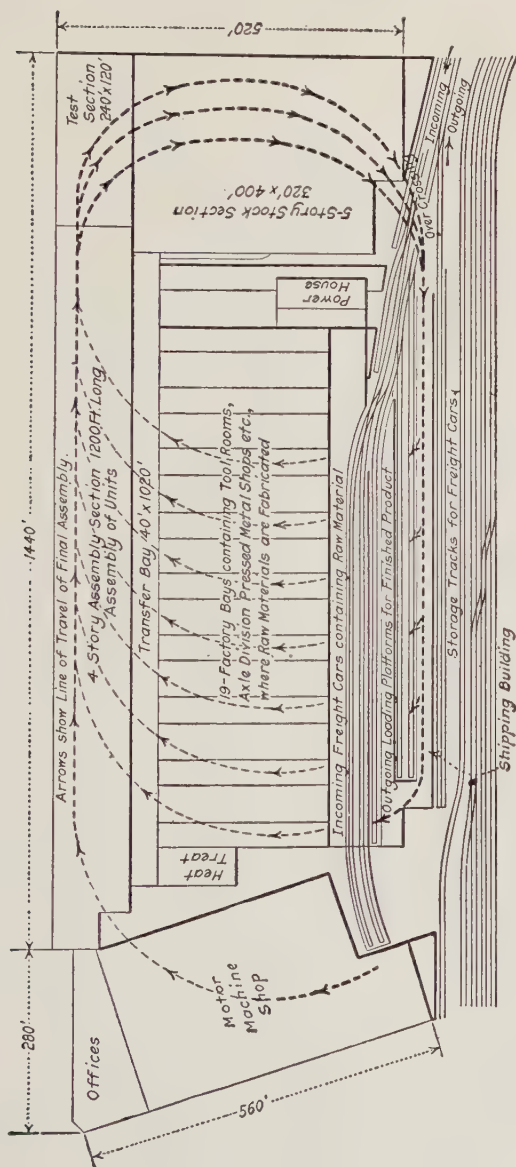 1440'
520'
280'
560'
Arrows show Line of Travel of Final Assembly.
4 Story Assembly-Section 1200 Ft. Long
Assembly of Units
Test
Section
240'x120'
Transfer Bay 40' x 1020'
5-Story Stock Section
320'x 400'
Offices
Motor
Machine
Shop
Heat
Treat
19-Factory Bays containing Tool Rooms,
Axle Division Pressed Metal Shops etc.,
where Raw Materials are Fabricated
Power
House
Incoming Freight Cars containing Raw Material
Outgoing Loading Platforms for Finished Product
Over Crossing
Incoming
Outgoing
Storage Tracks for Freight Cars
Shipping Building